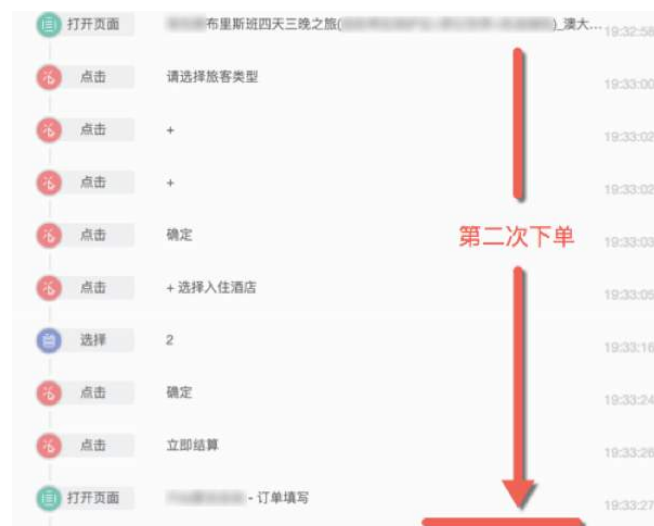 打开页面 布里斯班四天三晚之旅( )_澳大... 19:32:58
点击 请选择旅客类型 19:33:00
点击 + 19:33:02
点击 + 19:33:02
点击 确定 第二次下单 19:33:03
点击 + 选择入住酒店 19:33:05
选择 2 19:33:16
点击 确定 19:33:24
点击 立即结算 19:33:26
打开页面 - 订单填写 19:33:27